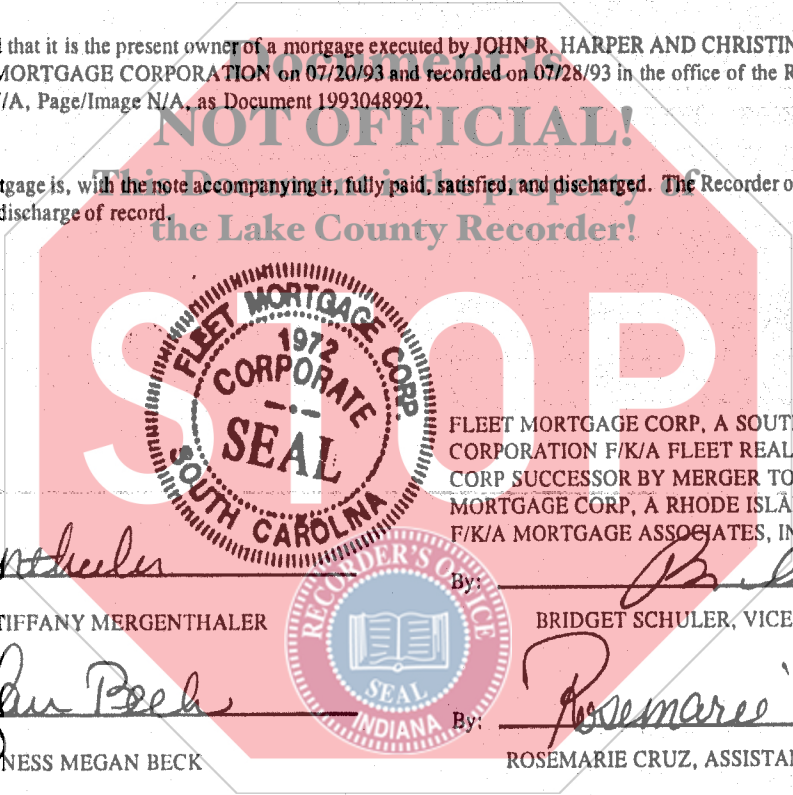 that it is the present owner of a mortgage executed by JOHN R, HARPER AND CHRISTIN
MORTGAGE CORPORATION on 07/20/93 and recorded on 07/28/93 in the office of the R
/A, Page/Image N/A, as Document 1993048992,
Document is
NOT OFFICIAL!
This Document is the property of
the Lake County Recorder!
tgage is, with the note accompanying it, fully paid, satisfied, and discharged. The Recorder o
discharge of record.
STOP
FLEET MORTGAGE CORP.
1972
CORPORATE
SEAL
SOUTH CAROLINA
FLEET MORTGAGE CORP, A SOUT
CORPORATION F/K/A FLEET REAL
CORP SUCCESSOR BY MERGER TO
MORTGAGE CORP, A RHODE ISLA
F/K/A MORTGAGE ASSOCIATES, IN
By:
TIFFANY MERGENTHALER
BRIDGET SCHULER, VICE
RECORDER'S OFFICE
SEAL
INDIANA
Beck
By: Rosemarie
NESS MEGAN BECK
ROSEMARIE CRUZ, ASSISTA